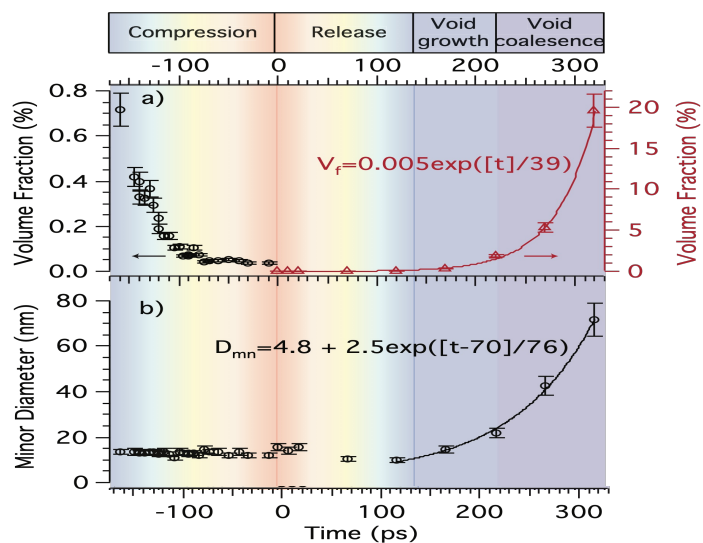 Compression
Release
Void
growth
Void
coalesence
-100 0 100 200 300
a)
0.8
0.6
0.4
0.2
0.0
Volume Fraction (%)
V_f=0.005exp([t]/39)
20
15
10
5
0
Volume Fraction (%)
b)
80
60
40
20
0
Minor Diameter (nm)
D_mn=4.8 + 2.5exp([t-70]/76)
-100 0 100 200 300
Time (ps)